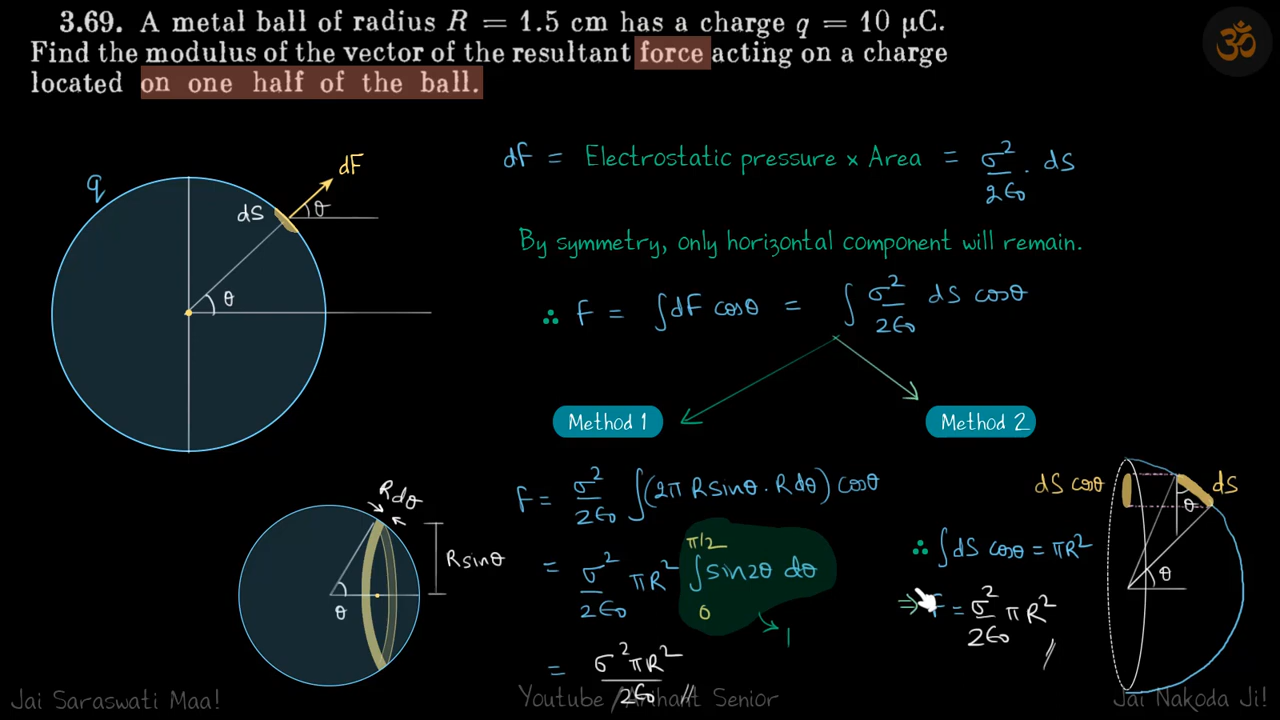 3.69. A metal ball of radius R = 1.5 cm has a charge q = 10 μC.
Find the modulus of the vector of the resultant force acting on a charge
located on one half of the ball.
ॐ
q
dS
dF
θ
θ
dF = Electrostatic pressure × Area = σ²/2ε₀ . dS
By symmetry, only horizontal component will remain.
∴ F = ∫dF cosθ = ∫ σ²/2ε₀ dS cosθ
Method 1
F = σ²/2ε₀ ∫(2π R sinθ . R dθ) cosθ
= σ²/2ε₀ πR² ∫₀^π/2 sin2θ dθ
→ 1
= σ²πR²/2ε₀ //
Rdθ
R sinθ
θ
Method 2
dS cosθ
dS
θ
θ
∴ ∫dS cosθ = πR²
⇒ F = σ²/2ε₀ πR² //
Jai Saraswati Maa!
Youtube/Arihant Senior
Jai Nakoda Ji!